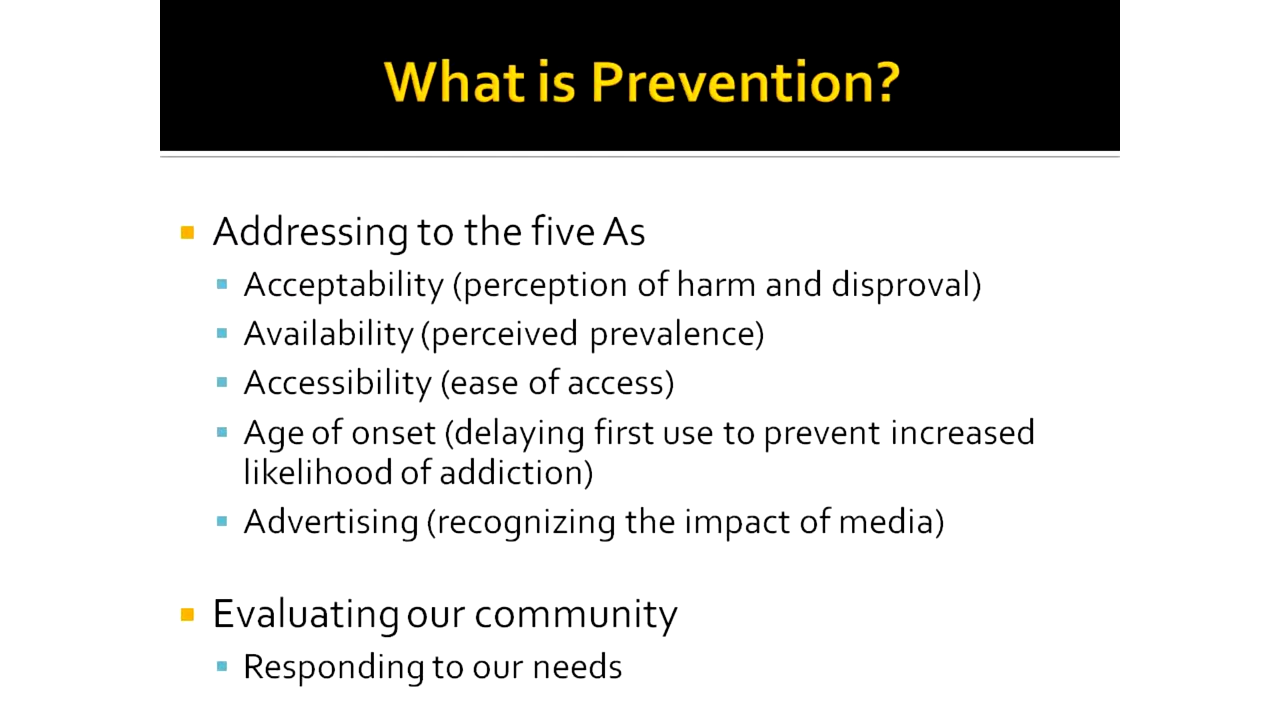 What is Prevention?
Addressing to the five As
Acceptability (perception of harm and disproval)
Availability (perceived prevalence)
Accessibility (ease of access)
Age of onset (delaying first use to prevent increased
likelihood of addiction)
Advertising (recognizing the impact of media)
Evaluating our community
Responding to our needs